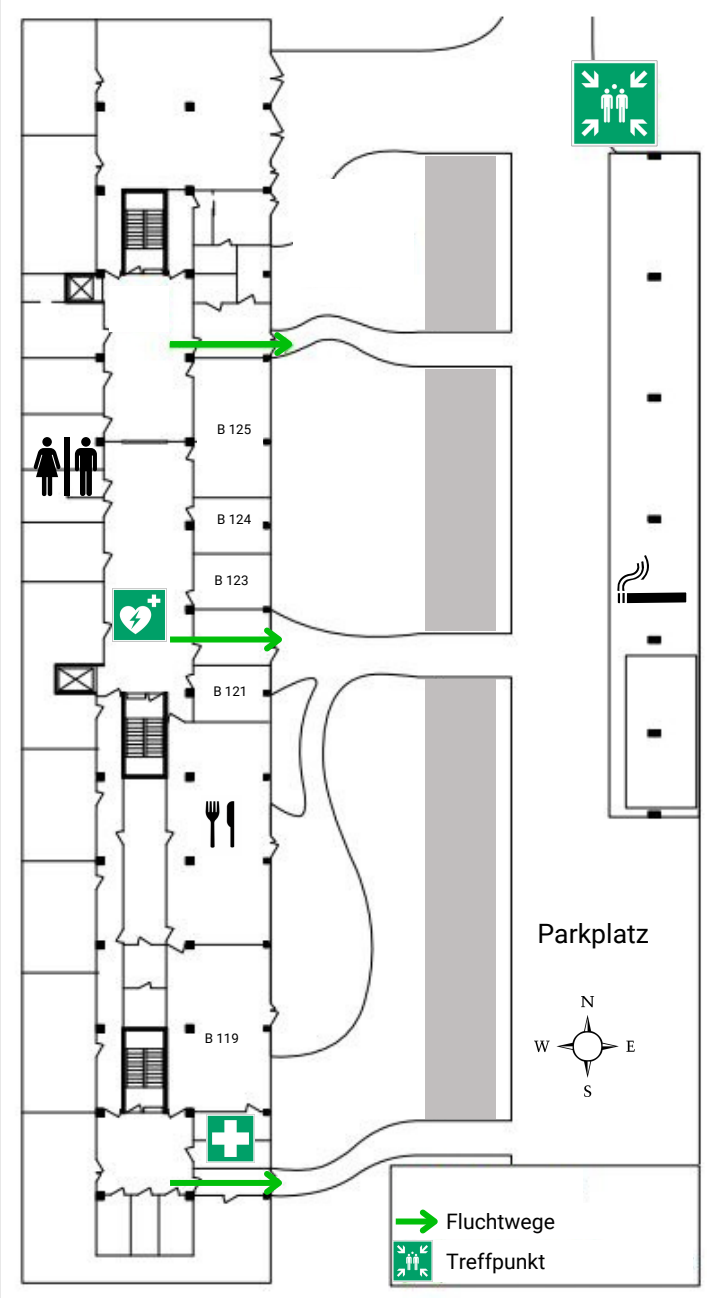 B 125
B 124
B 123
B 121
Parkplatz
N
W E
S
B 119
Fluchtwege
Treffpunkt